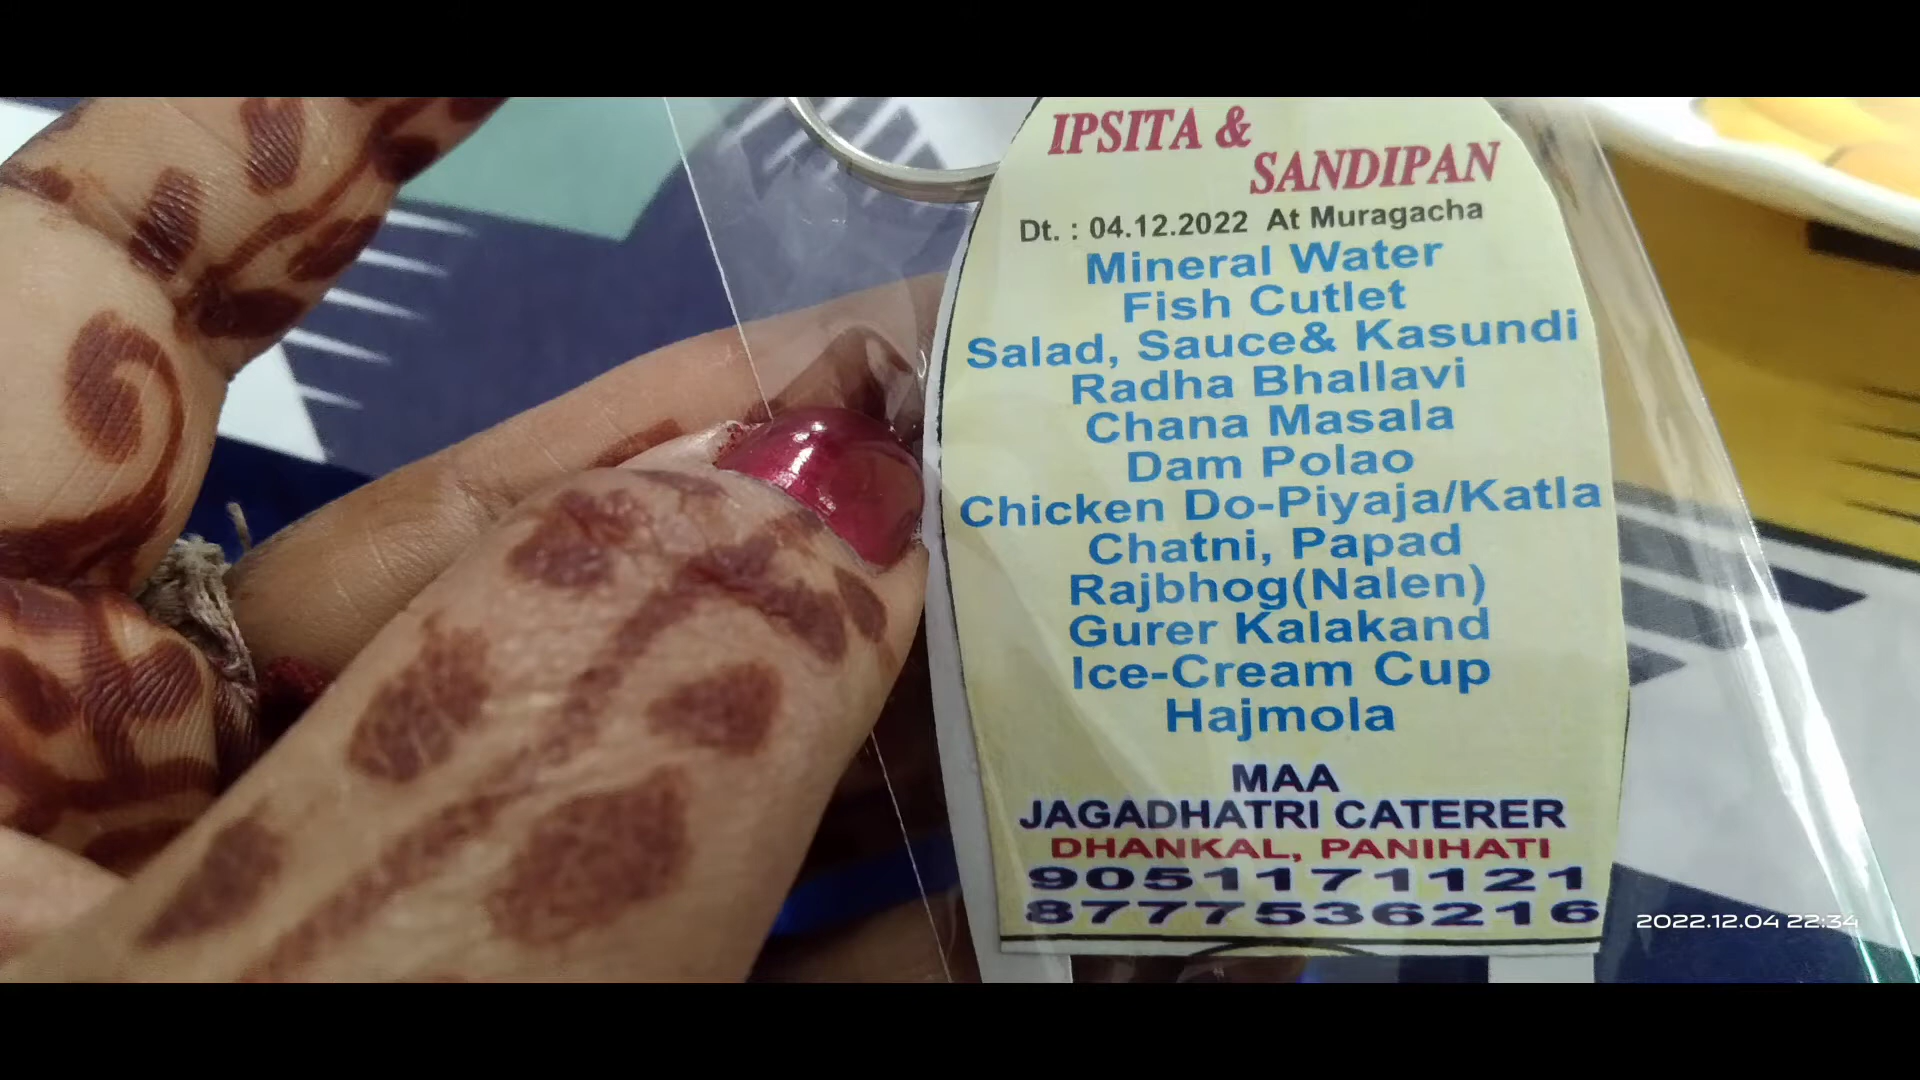 IPSITA &
SANDIPAN
Dt. : 04.12.2022 At Muragacha
Mineral Water
Fish Cutlet
Salad, Sauce& Kasundi
Radha Bhallavi
Chana Masala
Dam Polao
Chicken Do-Piyaja/Katla
Chatni, Papad
Rajbhog(Nalen)
Gurer Kalakand
Ice-Cream Cup
Hajmola
MAA
JAGADHATRI CATERER
DHANKAL, PANIHATI
9051171121
8777536216
2022.12.04 22:34